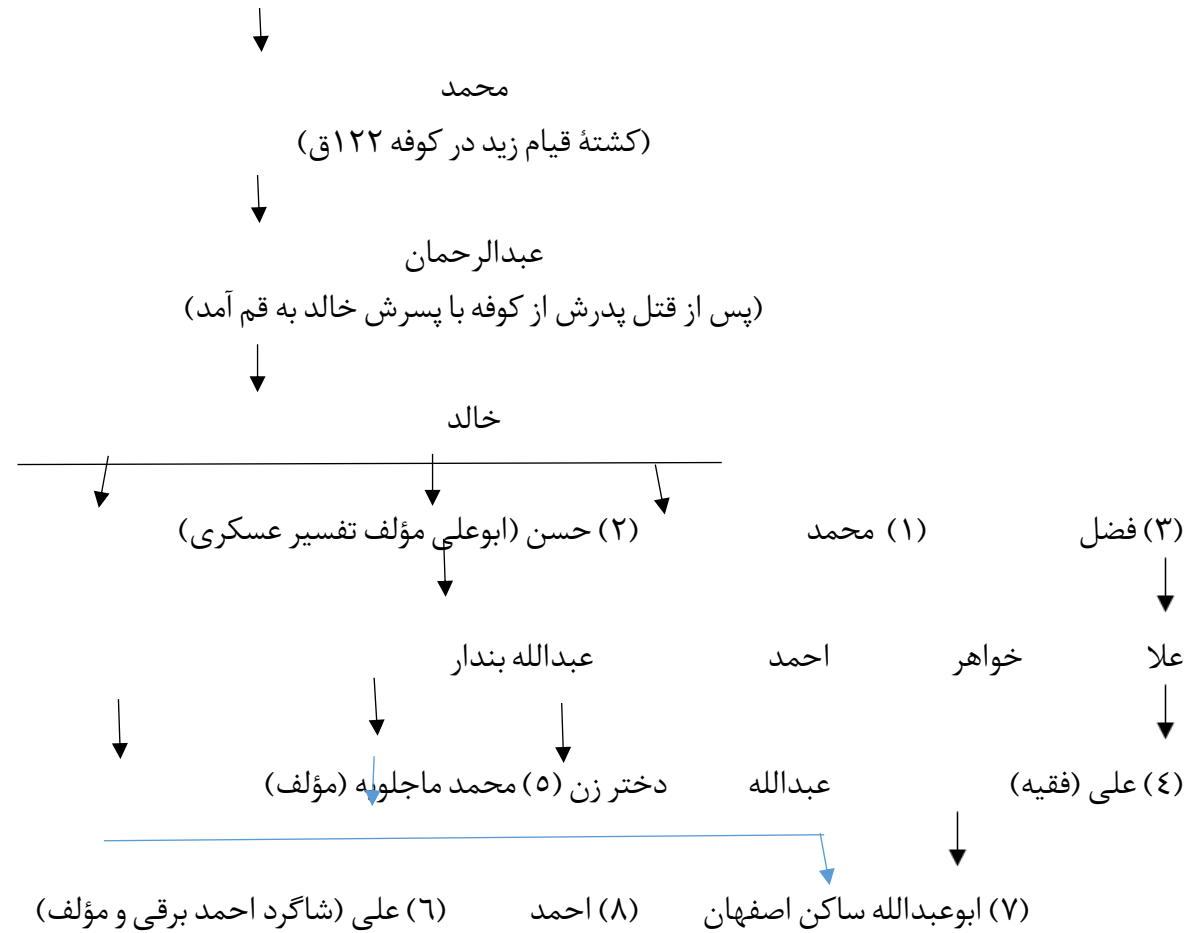 محمد
(کشتهٔ قیام زید در کوفه ۱۲۲ق)
عبدالرحمان
(پس از قتل پدرش از کوفه با پسرش خالد به قم آمد)
خالد
(۳) فضل (۱) محمد (۲) حسن (ابوعلی مؤلف تفسیر عسکری)
علا خواهر احمد عبدالله بندار
(٤) علی (فقیه) عبدالله دختر زن (٥) محمد ماجلویه (مؤلف)
(۷) ابوعبدالله ساکن اصفهان (۸) احمد (٦) علی (شاگرد احمد برقی و مؤلف)